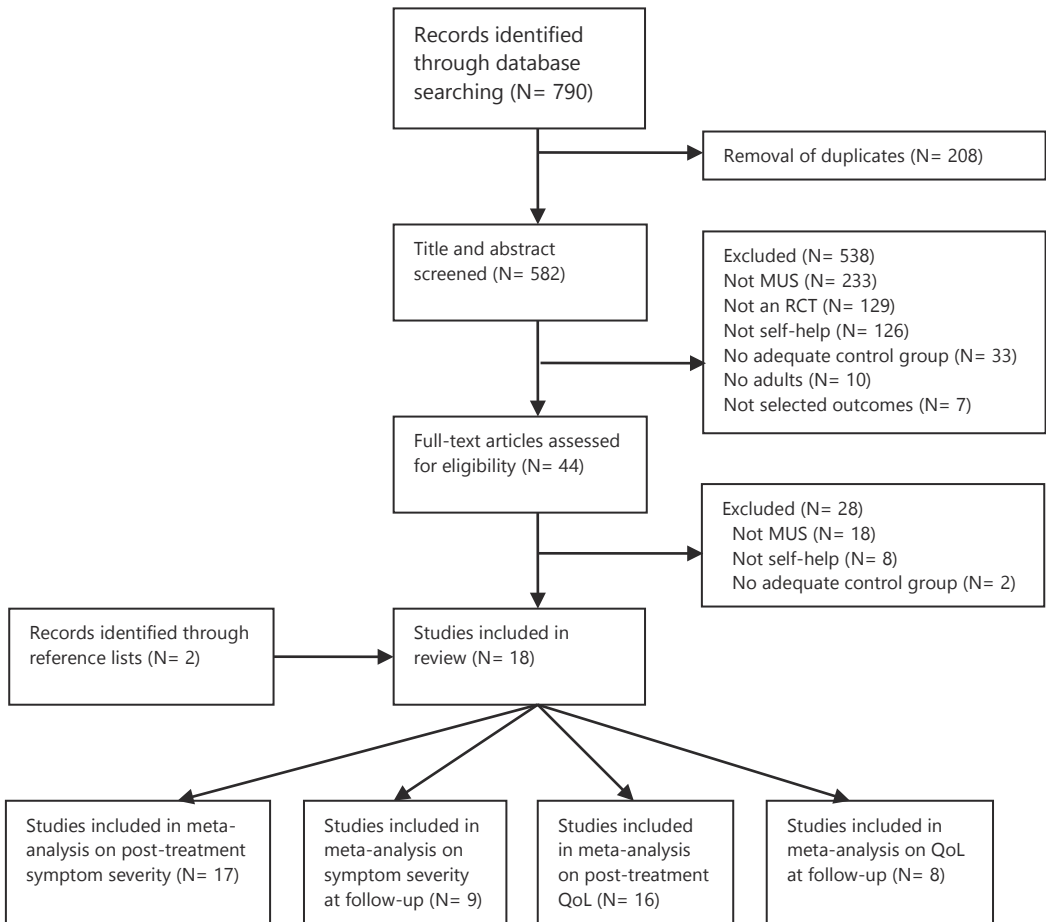 Records identified
through database
searching (N= 790)
Removal of duplicates (N= 208)
Title and abstract
screened (N= 582)
Excluded (N= 538)
Not MUS (N= 233)
Not an RCT (N= 129)
Not self-help (N= 126)
No adequate control group (N= 33)
No adults (N= 10)
Not selected outcomes (N= 7)
Full-text articles assessed
for eligibility (N= 44)
Excluded (N= 28)
Not MUS (N= 18)
Not self-help (N= 8)
No adequate control group (N= 2)
Records identified through
reference lists (N= 2)
Studies included in
review (N= 18)
Studies included in meta-
analysis on post-treatment
symptom severity (N= 17)
Studies included in
meta-analysis on
symptom severity
at follow-up (N= 9)
Studies included
in meta-analysis
on post-treatment
QoL (N= 16)
Studies included in
meta-analysis on QoL
at follow-up (N= 8)